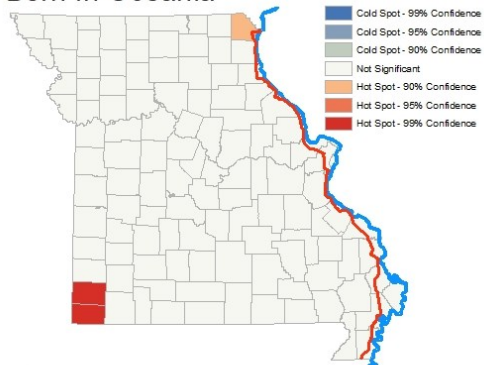 Born in Oceania
Cold Spot - 99% Confidence
Cold Spot - 95% Confidence
Cold Spot - 90% Confidence
Not Significant
Hot Spot - 90% Confidence
Hot Spot - 95% Confidence
Hot Spot - 99% Confidence